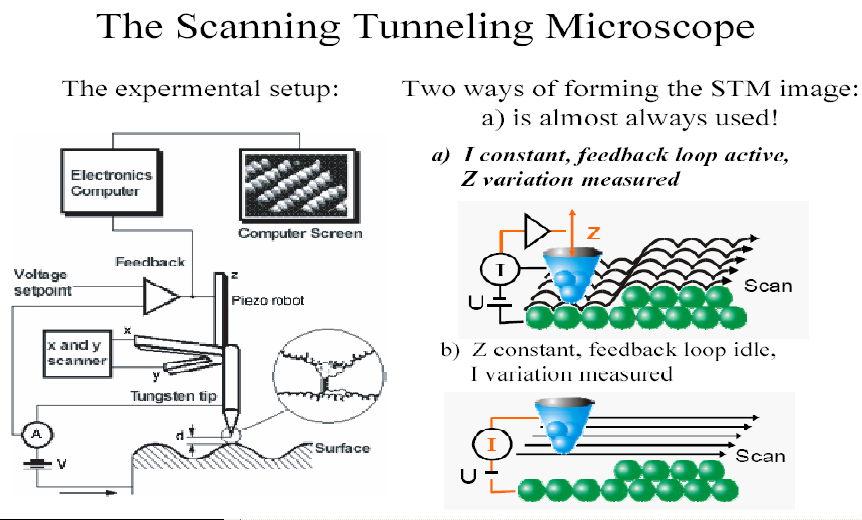 The Scanning Tunneling Microscope
The expermental setup:
Electronics
Computer
Computer Screen
Feedback
Voltage
setpoint
z
Piezo robot
x
x and y
scanner
y
Tungsten tip
A
d
V
Surface
Two ways of forming the STM image:
a) is almost always used!
a) I constant, feedback loop active,
Z variation measured
Z
I
U
Scan
b) Z constant, feedback loop idle,
I variation measured
I
U
Scan